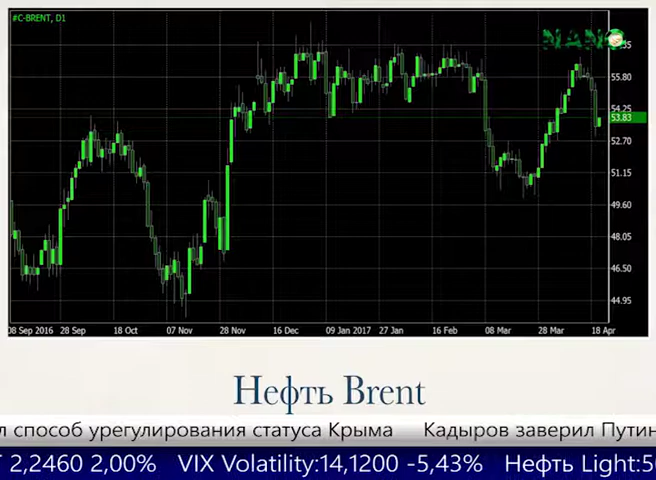 #C-BRENT, D1
NANO
55.80
54.25
53.83
52.70
51.15
49.60
48.05
46.50
44.95
08 Sep 2016 28 Sep 18 Oct 07 Nov 28 Nov 16 Dec 09 Jan 2017 27 Jan 16 Feb 08 Mar 28 Mar 18 Apr
Нефть Brent
л способ урегулирования статуса Крыма Кадыров заверил Путин
2,2460 2,00% VIX Volatility:14,1200 -5,43% Нефть Light:50